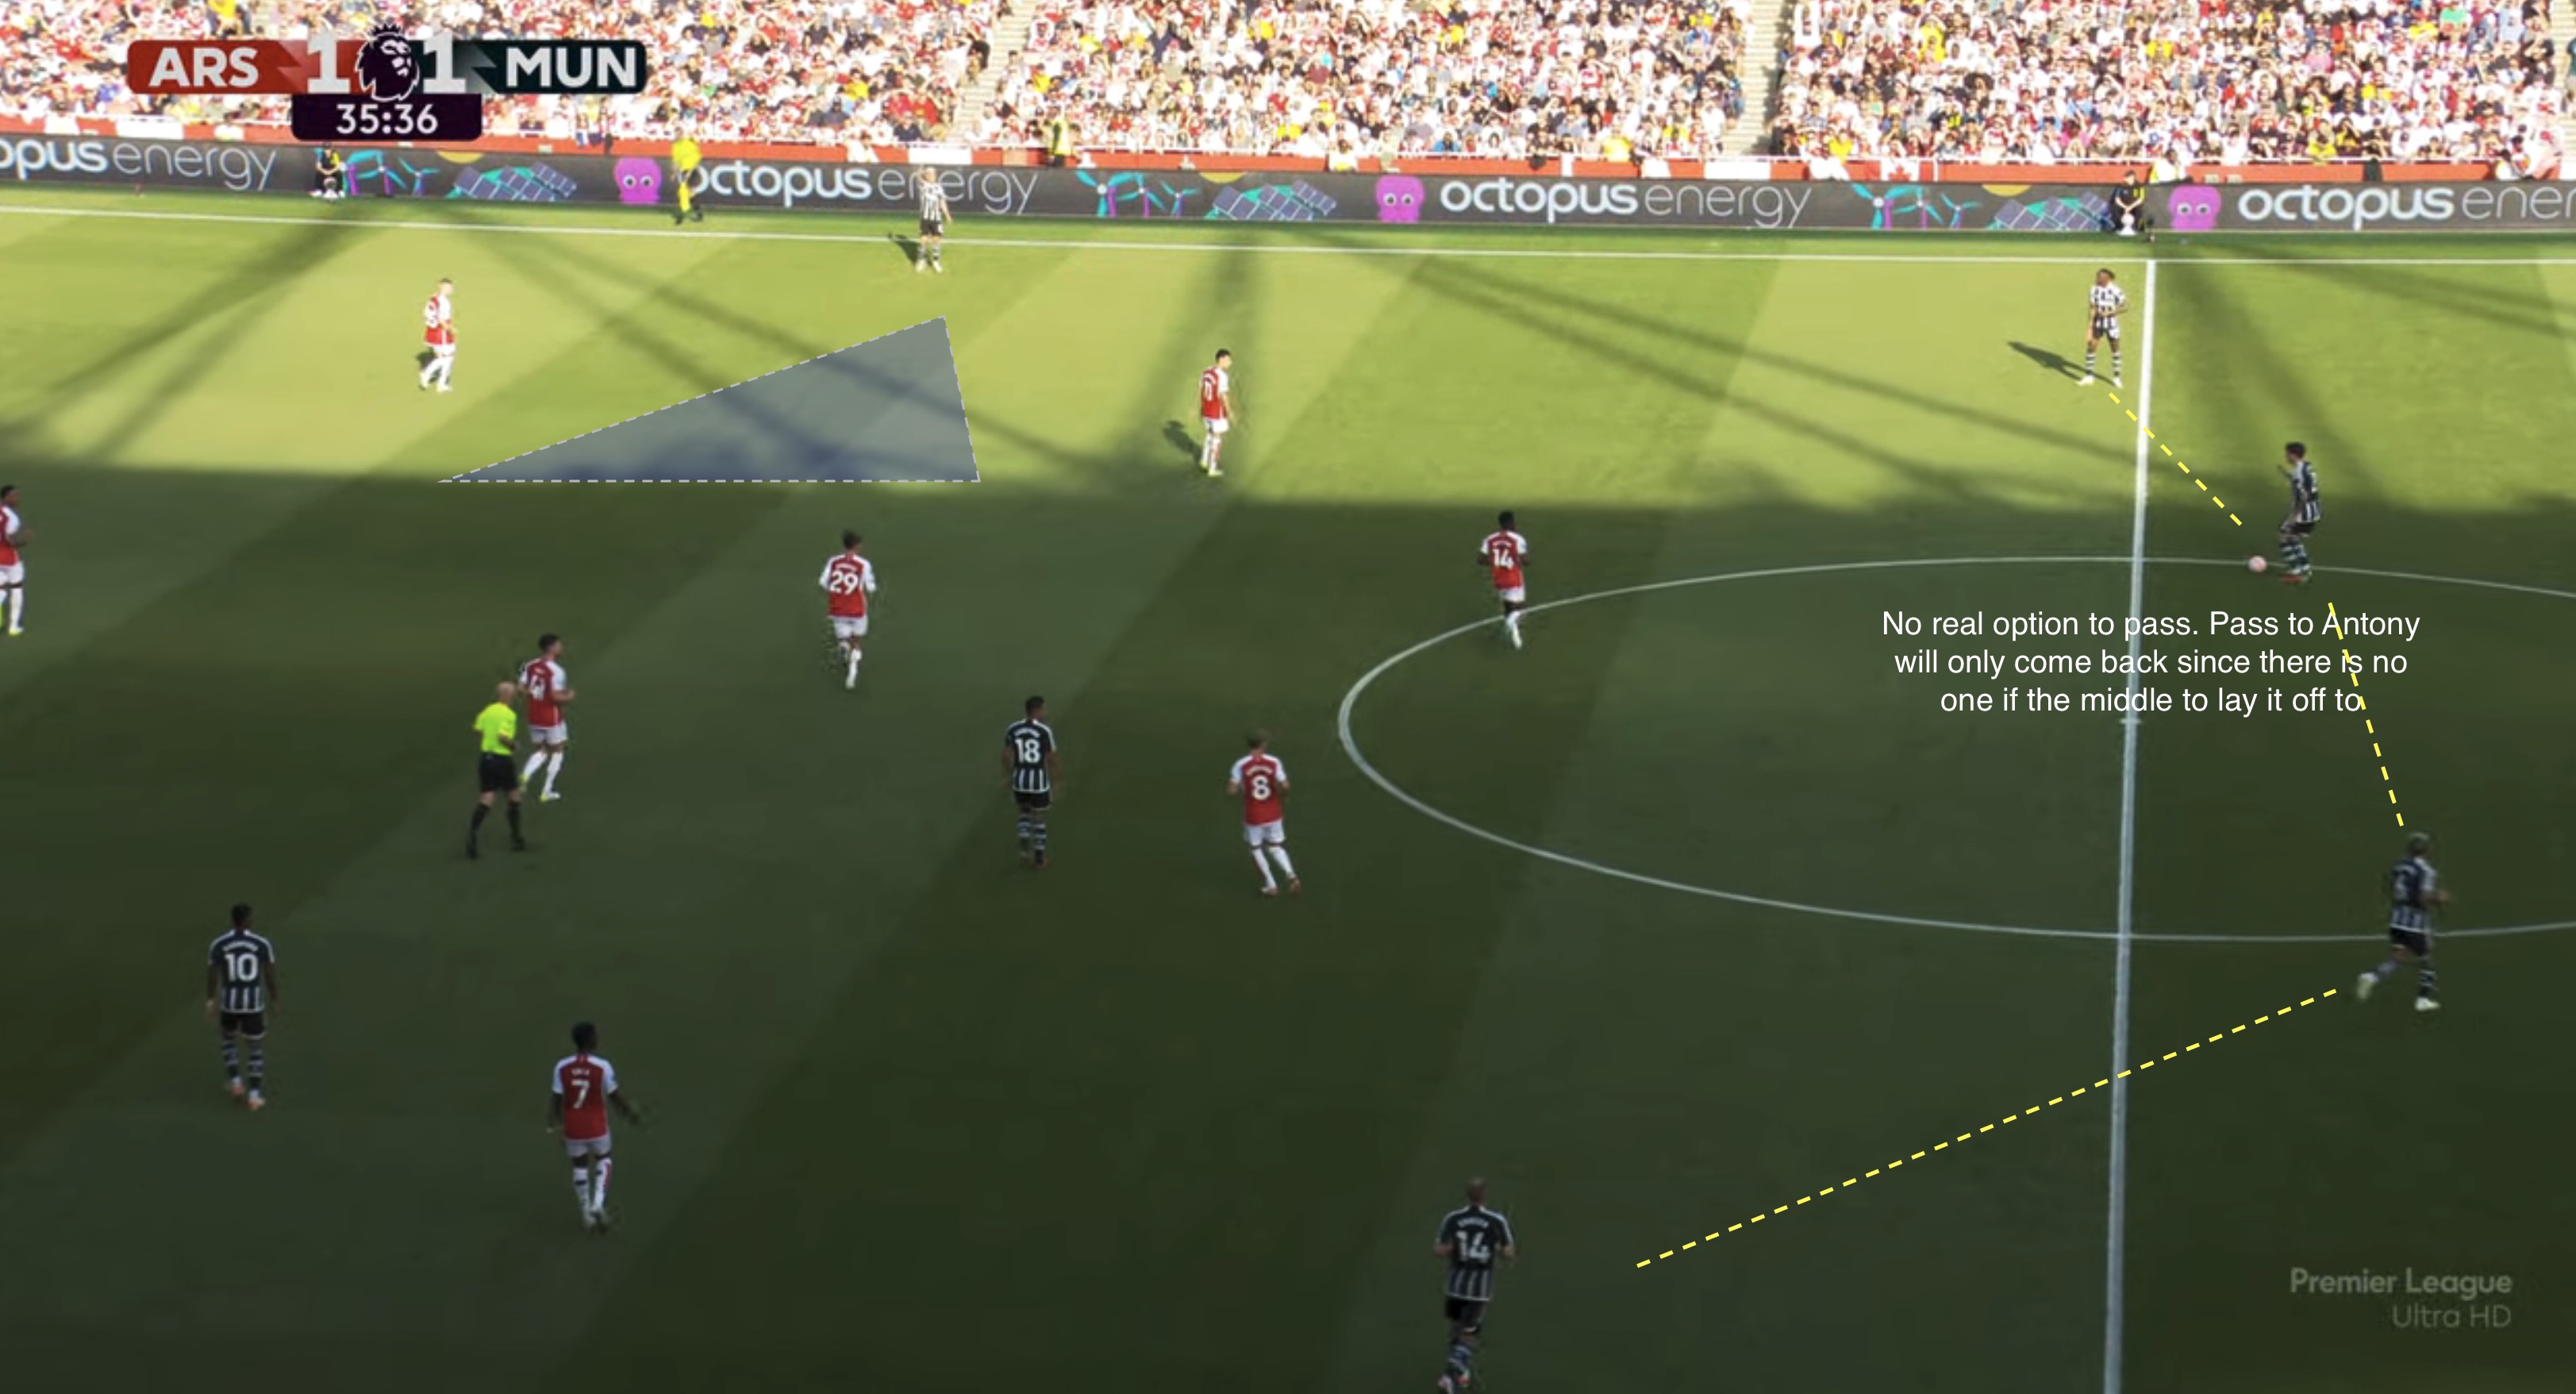 ARS 1 1 MUN
35:36
opus energy
octopus energy
octopus energy
octopus ener
29
14
41
18
8
10
7
14
No real option to pass. Pass to Antony
will only come back since there is no
one if the middle to lay it off to
Premier League
Ultra HD